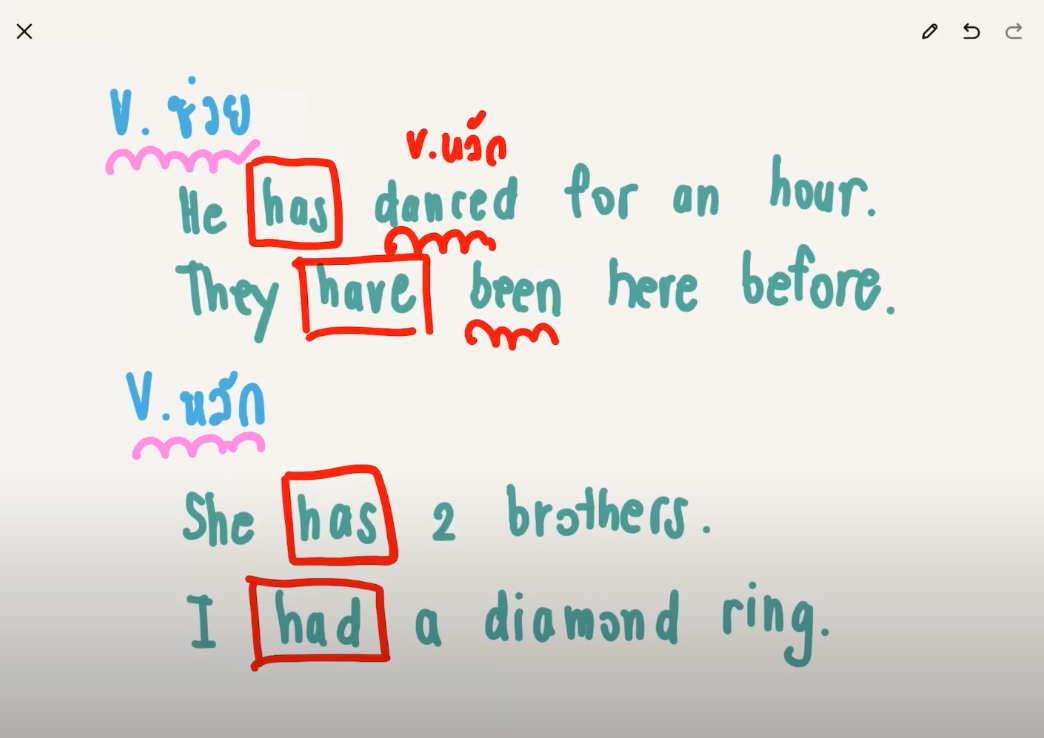 V. ช่วย
V.หลัก
He has danced for an hour.
They have been here before.
V. หลัก
She has 2 brothers.
I had a diamond ring.